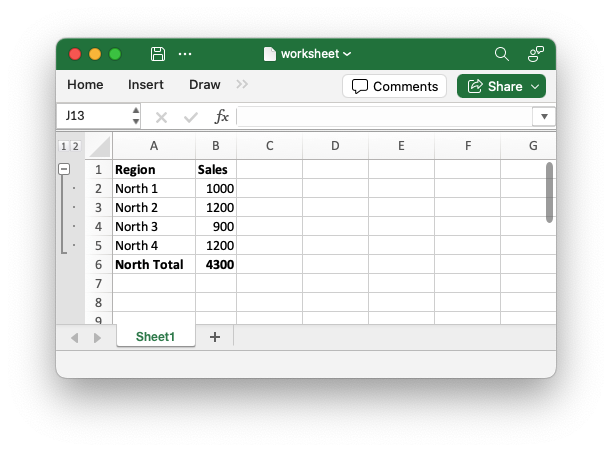 worksheet
Home Insert Draw Comments Share
J13 fx
1 2 A B C D E F G
1 Region Sales
2 North 1 1000
3 North 2 1200
4 North 3 900
5 North 4 1200
6 North Total 4300
7
8
9
Sheet1 +